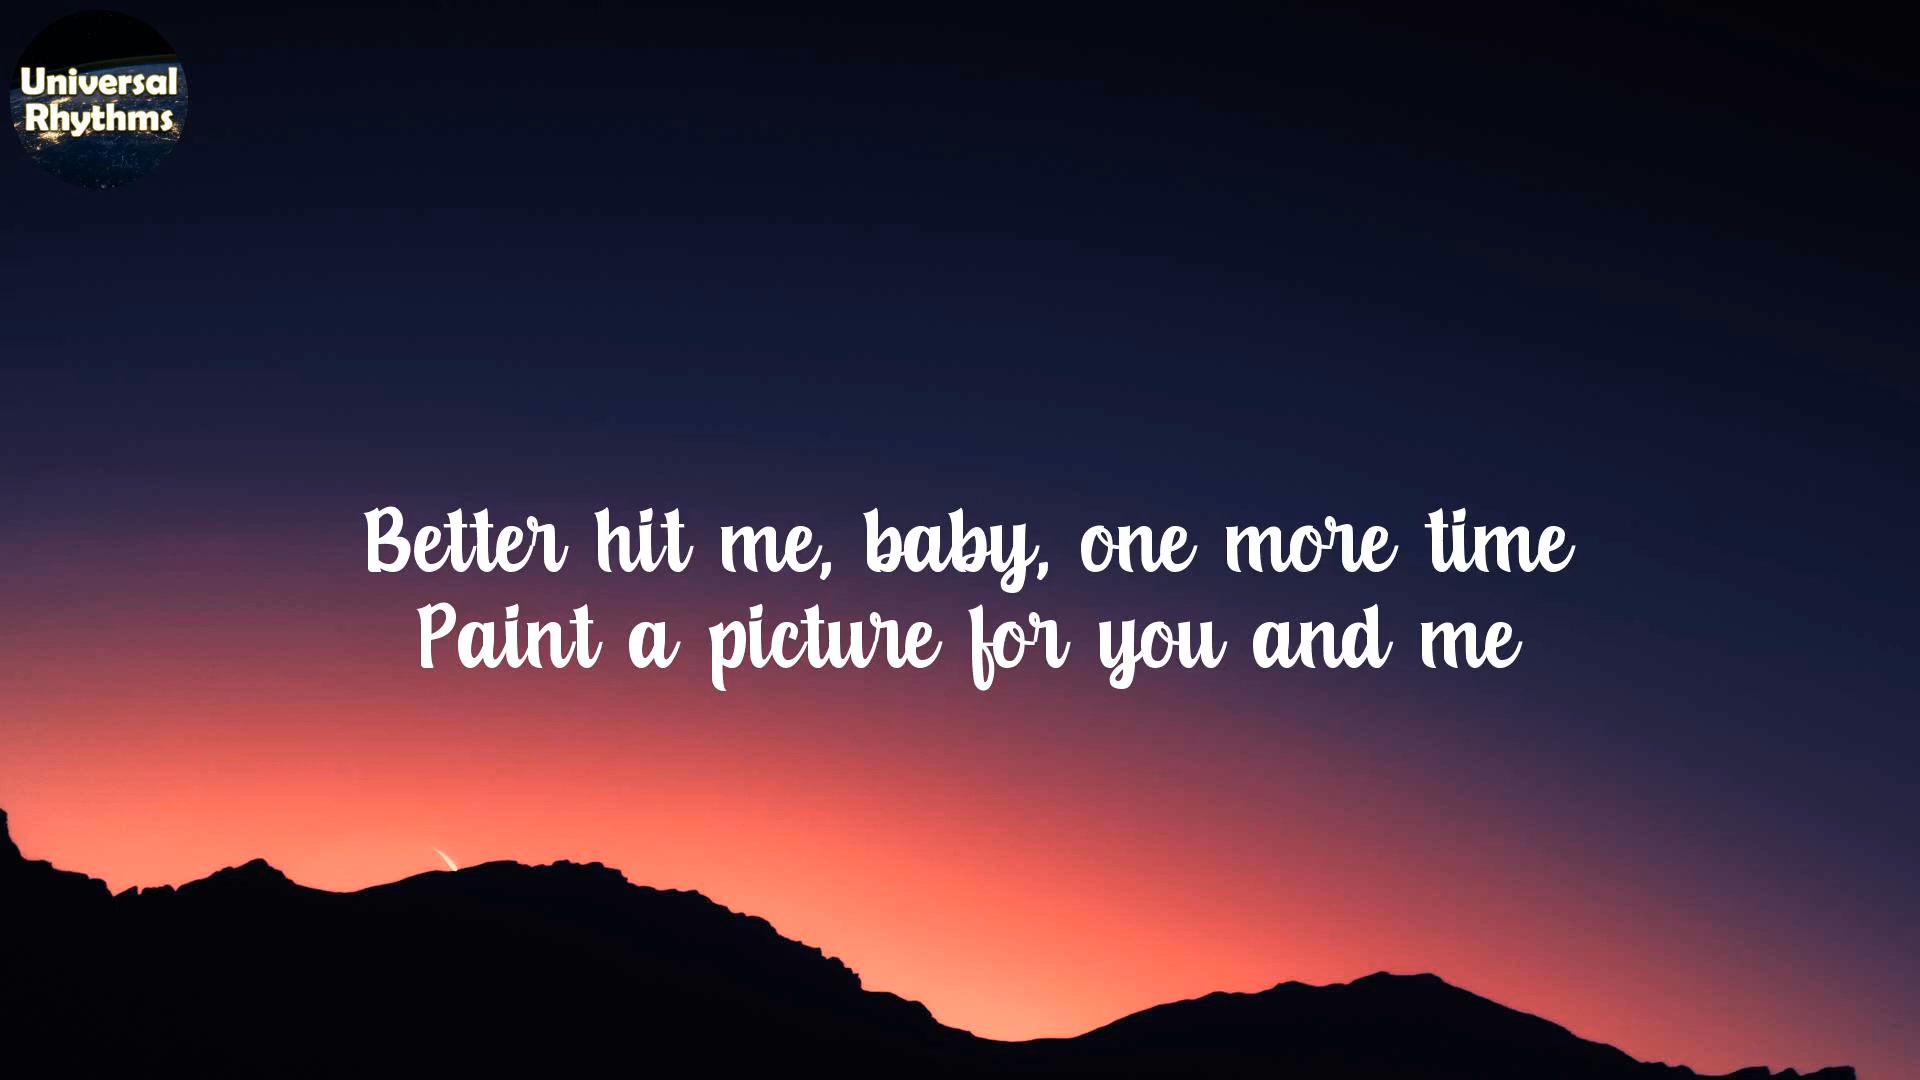 Universal
Rhythms
Better hit me, baby, one more time
Paint a picture for you and me